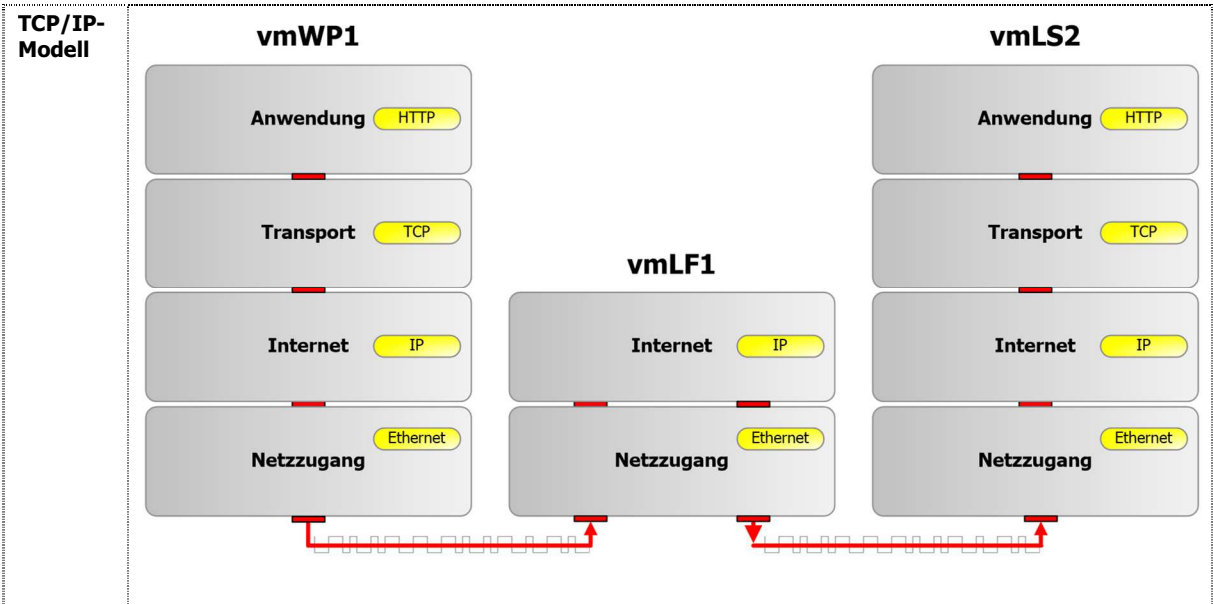 TCP/IP-
Modell
vmWP1
Anwendung HTTP
Transport TCP
Internet IP
Ethernet
Netzzugang
vmLF1
Internet IP
Ethernet
Netzzugang
vmLS2
Anwendung HTTP
Transport TCP
Internet IP
Ethernet
Netzzugang